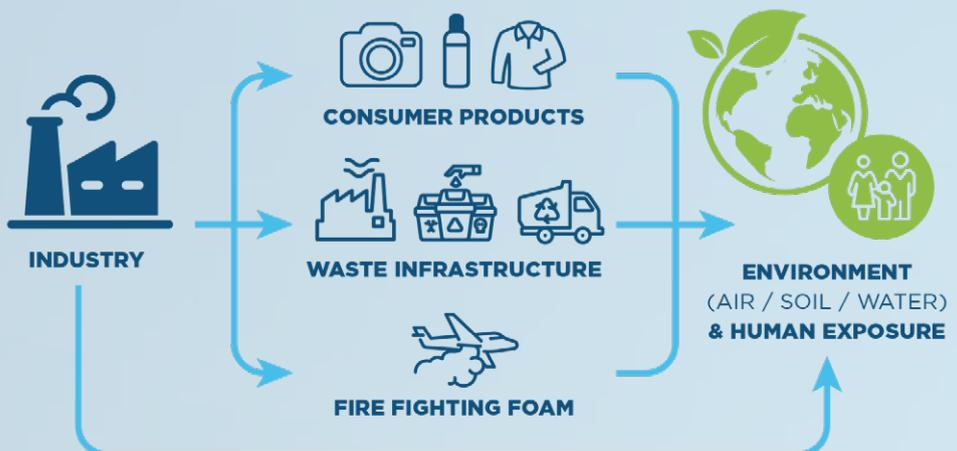 CONSUMER PRODUCTS
INDUSTRY
WASTE INFRASTRUCTURE
ENVIRONMENT
(AIR / SOIL / WATER)
& HUMAN EXPOSURE
FIRE FIGHTING FOAM